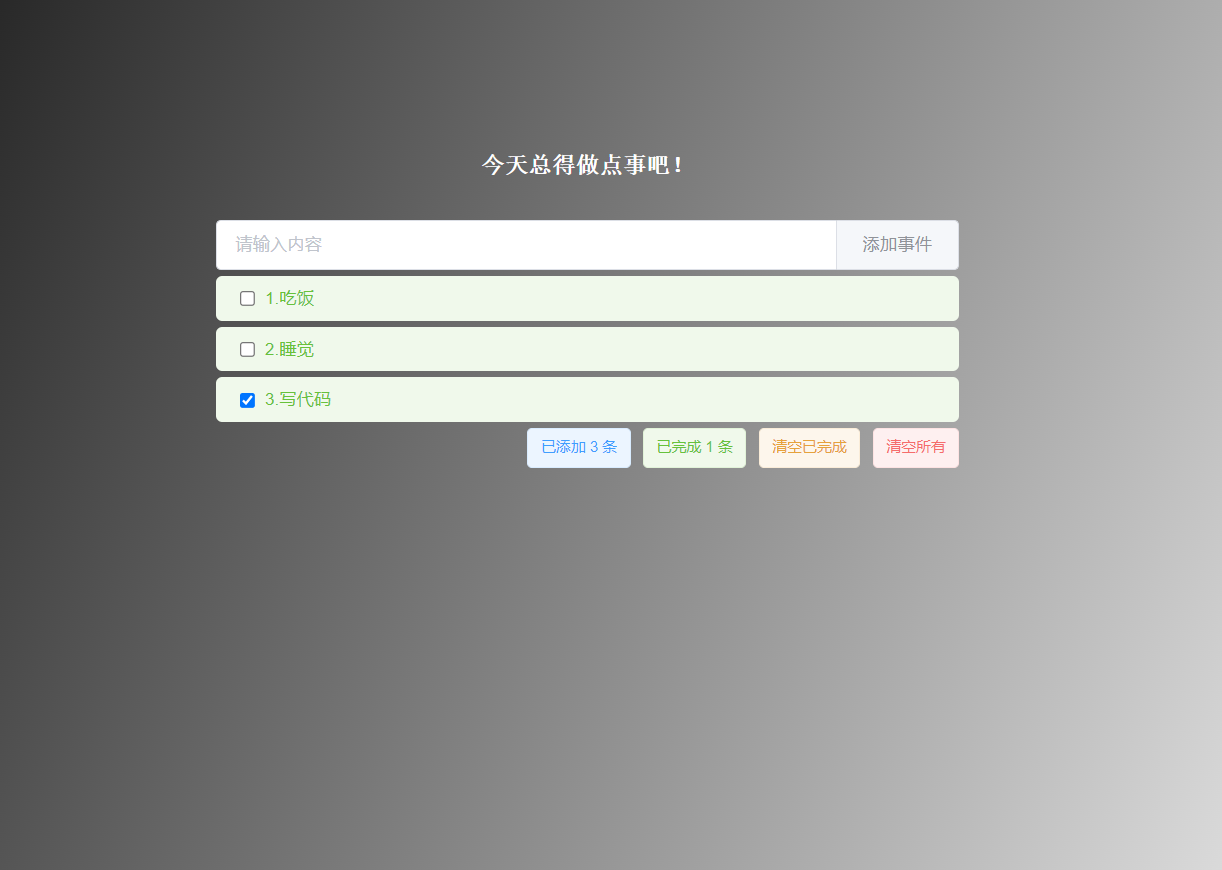 今天总得做点事吧！
请输入内容 添加事件
1.吃饭
2.睡觉
3.写代码
已添加 3 条 已完成 1 条 清空已完成 清空所有